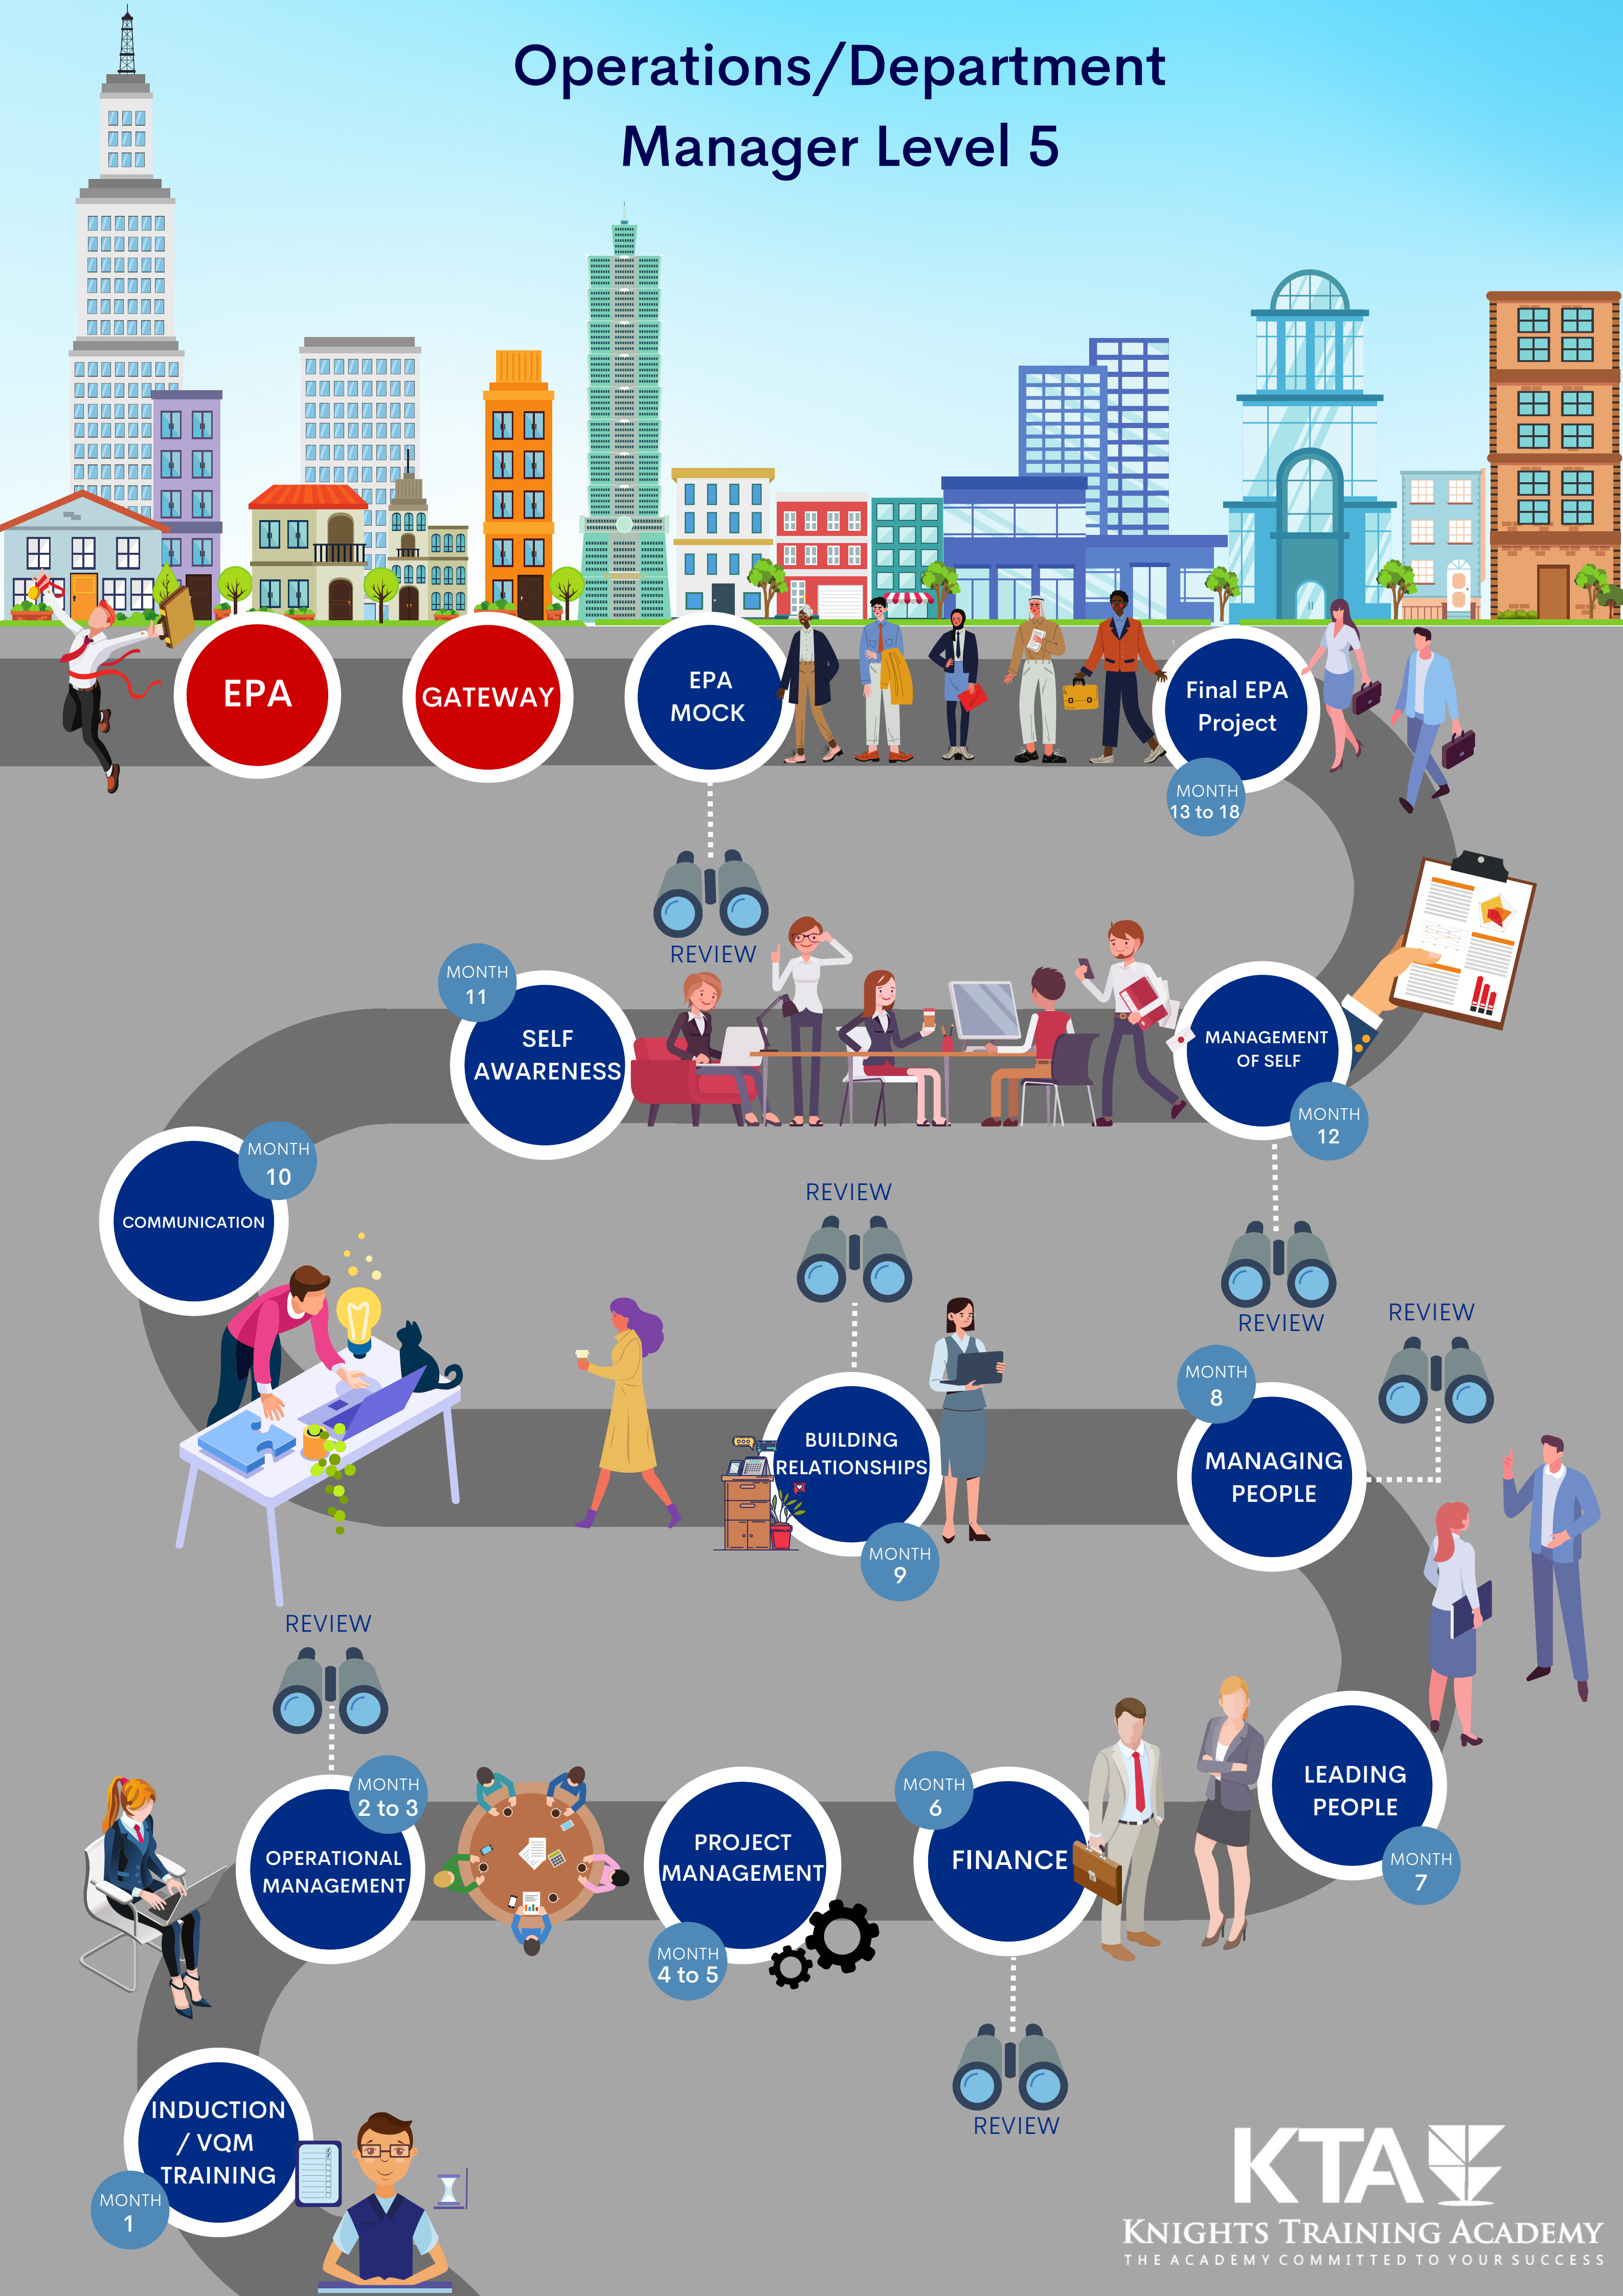 Operations/Department
Manager Level 5
EPA
GATEWAY
EPA
MOCK
Final EPA
Project
MONTH
13 to 18
REVIEW
MONTH
11
SELF
AWARENESS
MANAGEMENT
OF SELF
MONTH
12
MONTH
10
COMMUNICATION
REVIEW
REVIEW
REVIEW
MONTH
8
BUILDING
RELATIONSHIPS
MANAGING
PEOPLE
MONTH
9
REVIEW
MONTH
2 to 3
OPERATIONAL
MANAGEMENT
PROJECT
MANAGEMENT
MONTH
4 to 5
MONTH
6
FINANCE
LEADING
PEOPLE
MONTH
7
REVIEW
INDUCTION
/ VQM
TRAINING
MONTH
1
KTA
KNIGHTS TRAINING ACADEMY
THE ACADEMY COMMITTED TO YOUR SUCCESS